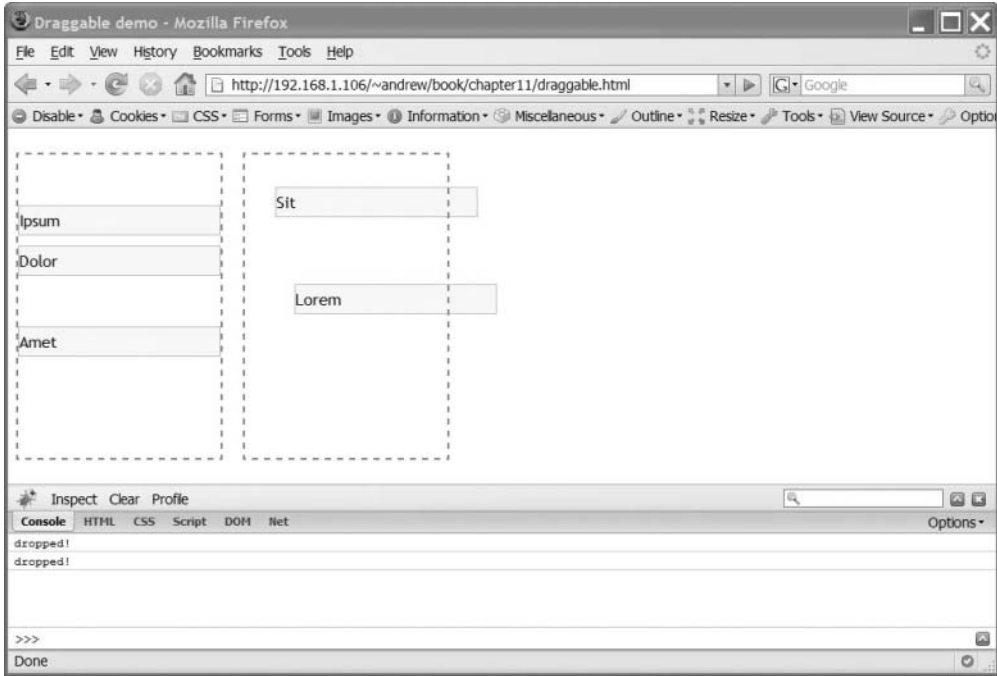 Draggable demo - Mozilla Firefox
File Edit View History Bookmarks Tools Help
http://192.168.1.106/~andrew/book/chapter11/draggable.html G Google
Disable Cookies CSS Forms Images Information Miscellaneous Outline Resize Tools View Source Option
Sit
Ipsum
Dolor
Lorem
Amet
Inspect Clear Profile
Console HTML CSS Script DOM Net Options
dropped!
dropped!
>>>
Done